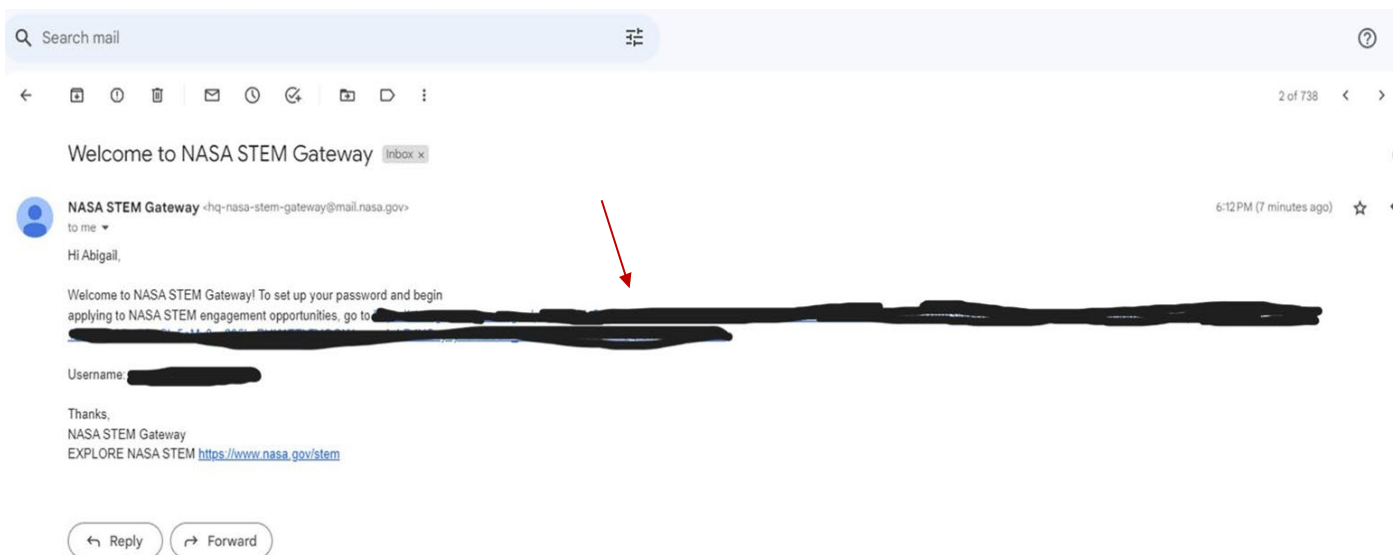 Search mail
2 of 738
Welcome to NASA STEM Gateway Inbox x
NASA STEM Gateway <hq-nasa-stem-gateway@mail.nasa.gov>
6:12 PM (7 minutes ago)
to me
Hi Abigail,
Welcome to NASA STEM Gateway! To set up your password and begin
applying to NASA STEM engagement opportunities, go to
Username:
Thanks,
NASA STEM Gateway
EXPLORE NASA STEM https://www.nasa.gov/stem
Reply
Forward